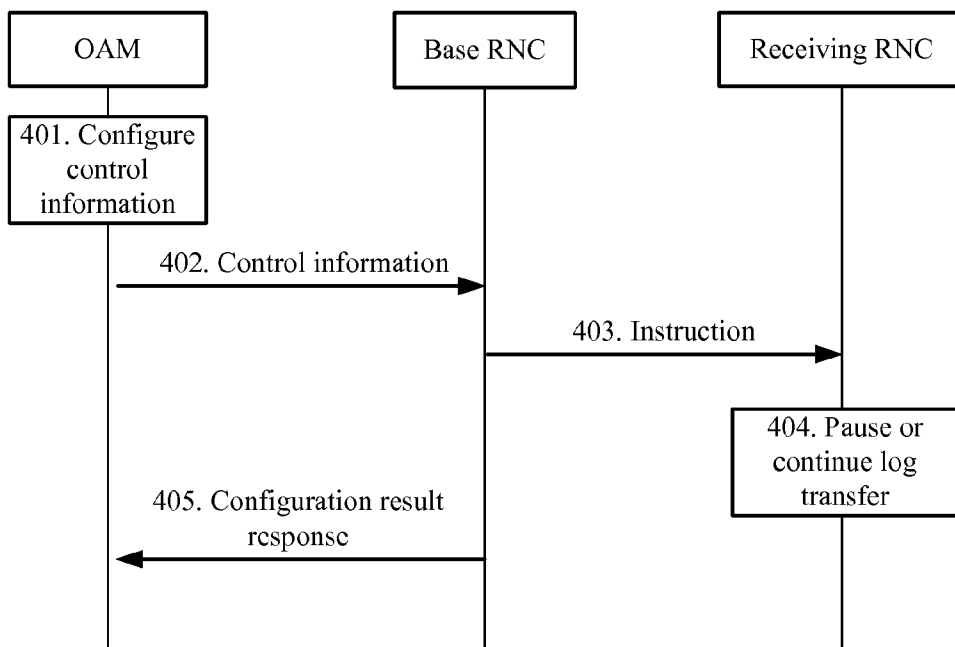 OAM
Base RNC
Receiving RNC
401. Configure
control
information
402. Control information
403. Instruction
404. Pause or
continue log
transfer
405. Configuration result
response